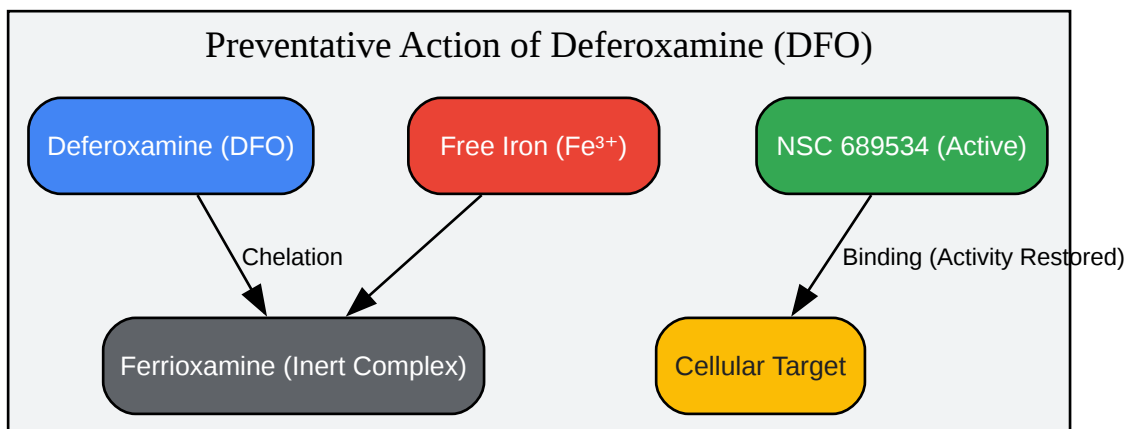 Preventative Action of Deferoxamine (DFO)
Deferoxamine (DFO)
Free Iron (Fe³⁺)
NSC 689534 (Active)
Chelation
Binding (Activity Restored)
Ferrioxamine (Inert Complex)
Cellular Target